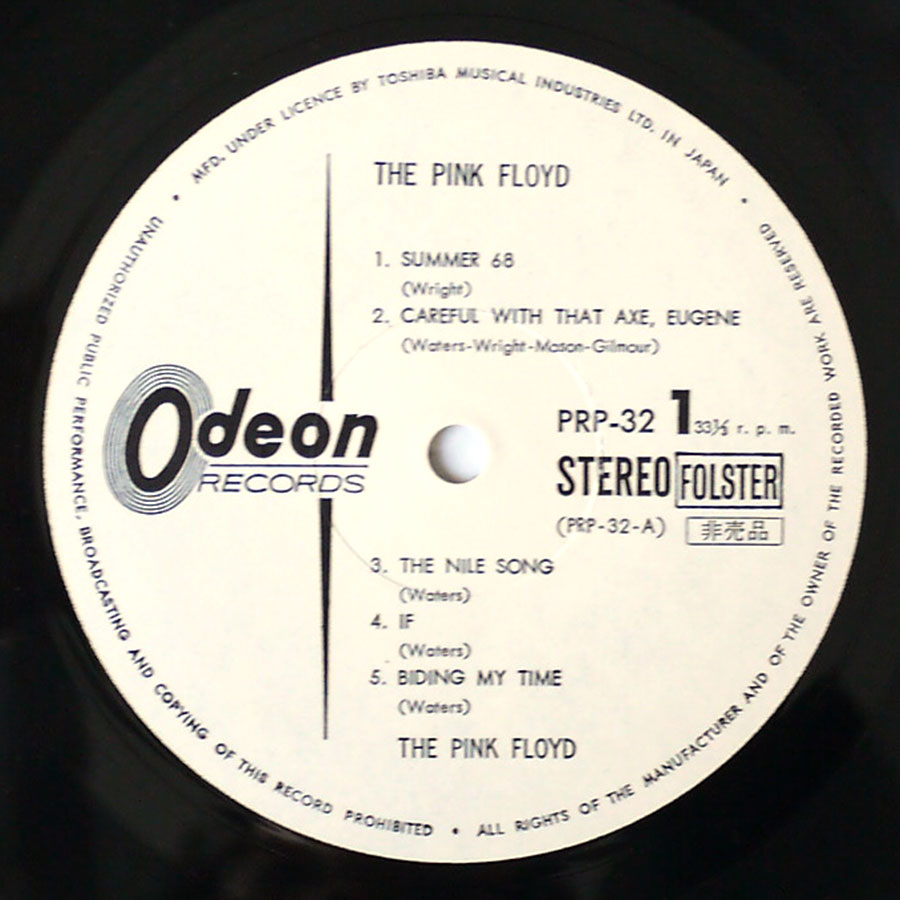 MFD. UNDER LICENCE BY TOSHIBA MUSICAL INDUSTRIES LTD. IN JAPAN •
THE PINK FLOYD
1. SUMMER 68
(Wright)
2. CAREFUL WITH THAT AXE, EUGENE
(Waters-Wright-Mason-Gilmour)
Odeon
RECORDS
PRP-32 1 33⅓ r. p. m.
STEREO FOLSTER
(PRP-32-A) 非売品
3. THE NILE SONG
(Waters)
4. IF
(Waters)
5. BIDING MY TIME
(Waters)
THE PINK FLOYD
• UNAUTHORIZED PUBLIC PERFORMANCE, BROADCASTING AND COPYING OF THIS RECORD PROHIBITED • ALL RIGHTS OF THE MANUFACTURER AND OF THE OWNER OF THE RECORDED WORK ARE RESERVED